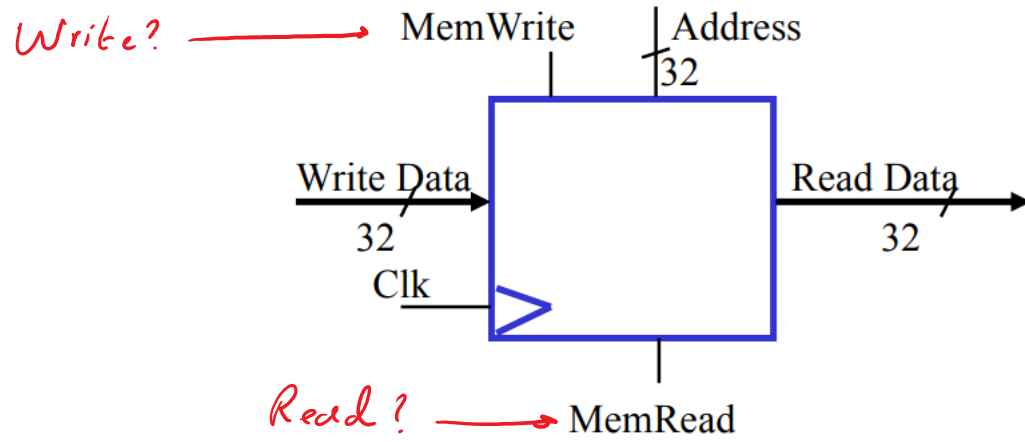 Write? MemWrite Address
32
Write Data Read Data
32 32
Clk
Read? MemRead